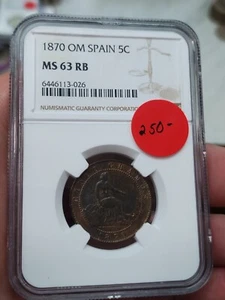 1870 OM SPAIN 5C
MS 63 RB
6446113-026
NUMISMATIC GUARANTY CORPORATION
250-